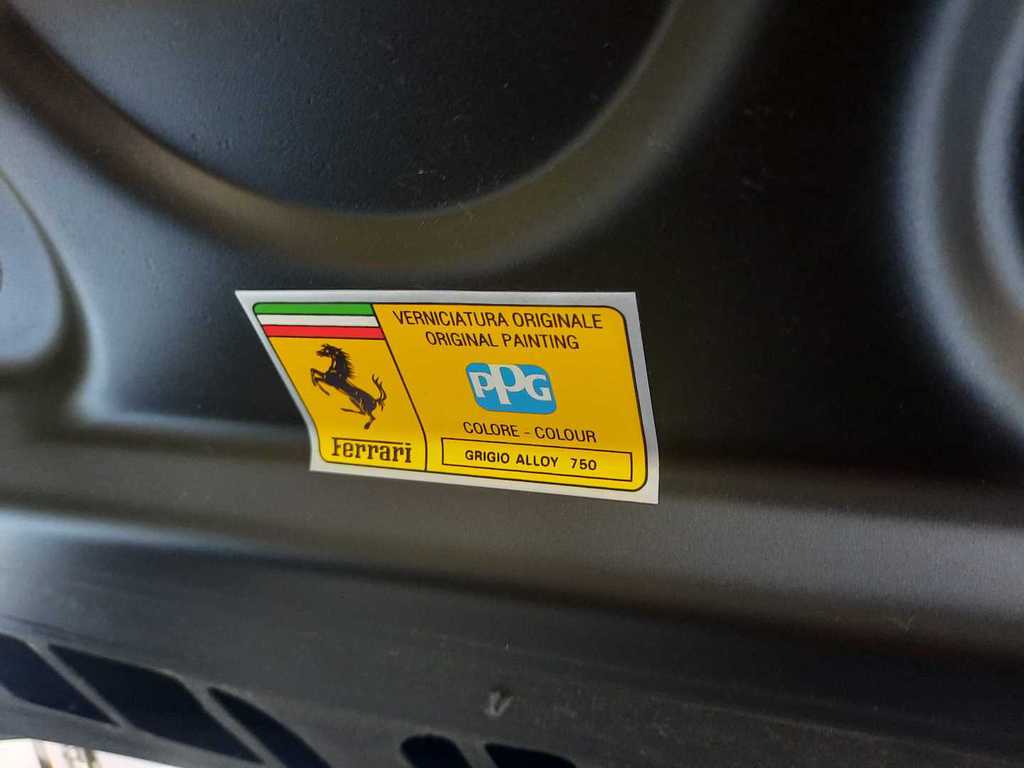 VERNICIATURA ORIGINALE
ORIGINAL PAINTING
PPG
COLORE - COLOUR
GRIGIO ALLOY 750
Ferrari